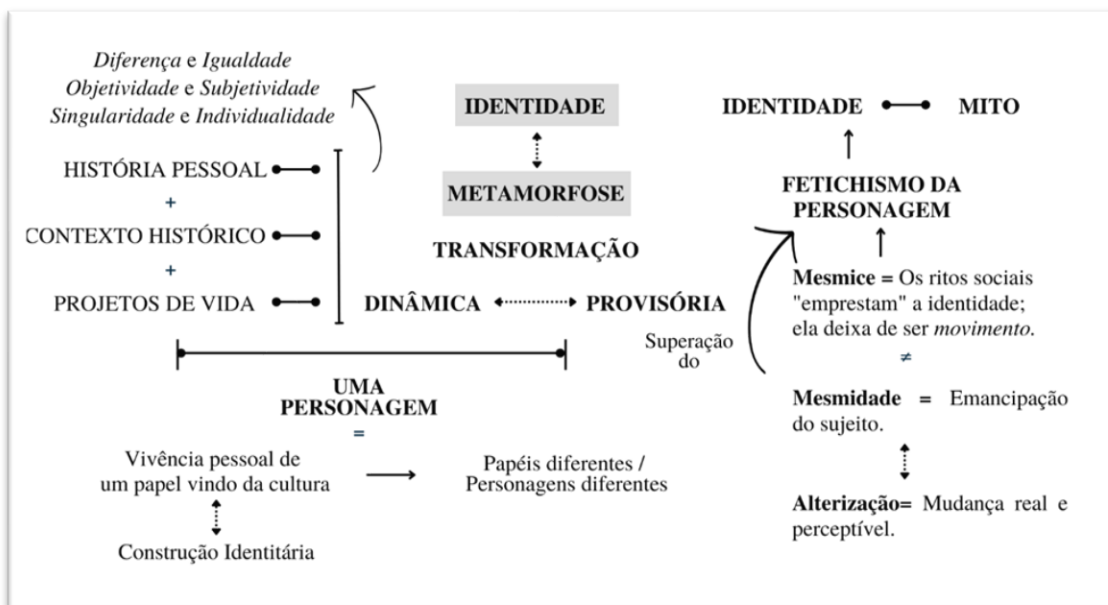 Diferença e Igualdade
Objetividade e Subjetividade
Singularidade e Individualidade
HISTÓRIA PESSOAL
+
CONTEXTO HISTÓRICO
+
PROJETOS DE VIDA
IDENTIDADE
METAMORFOSE
TRANSFORMAÇÃO
DINÂMICA
PROVISÓRIA
UMA
PERSONAGEM
=
Vivência pessoal de
um papel vindo da cultura
Construção Identitária
Papéis diferentes /
Personagens diferentes
IDENTIDADE
MITO
FETICHISMO DA
PERSONAGEM
Mesmice = Os ritos sociais
"emprestam" a identidade;
ela deixa de ser movimento.
≠
Superação
do
Mesmidade = Emancipação
do sujeito.
Alterização= Mudança real e
perceptível.